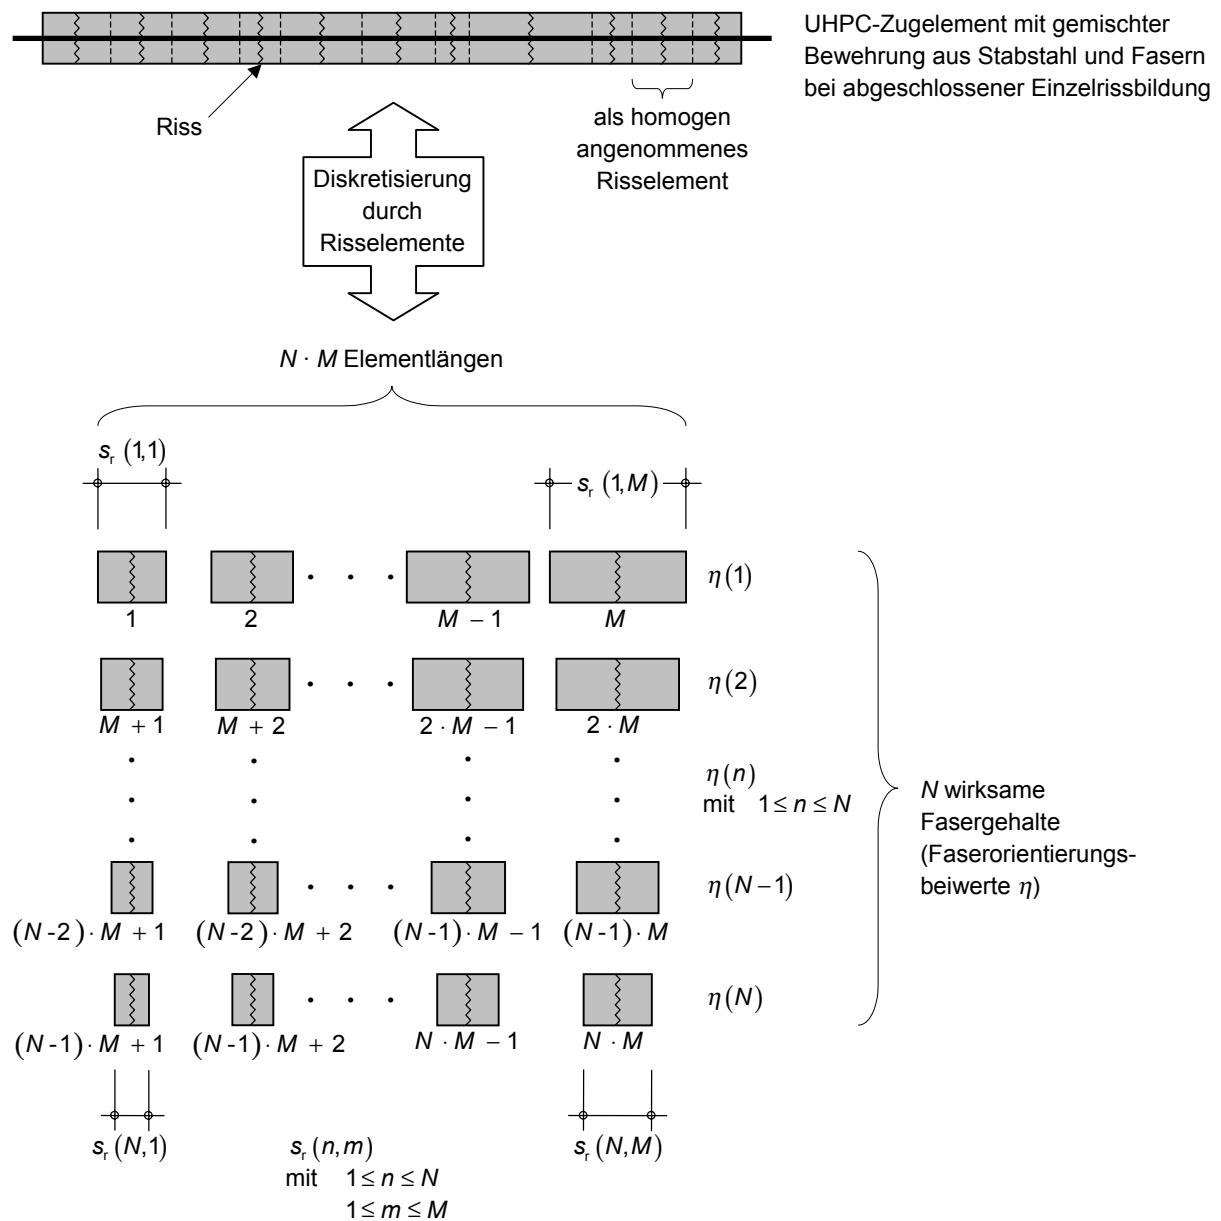 UHPC-Zugelement mit gemischter
Bewehrung aus Stabstahl und Fasern
bei abgeschlossener Einzelrissbildung
Riss
als homogen
angenommenes
Risselement
Diskretisierung
durch
Risselemente
N · M Elementlängen
s_r (1,1)
s_r (1,M)
η(1)
1
2
M − 1
M
η(2)
M + 1
M + 2
2 · M − 1
2 · M
η(n)
mit 1 ≤ n ≤ N
N wirksame
Fasergehalte
(Faserorientierungs-
beiwerte η)
η(N−1)
(N-2) · M + 1
(N-2) · M + 2
(N-1) · M − 1
(N-1) · M
η(N)
(N-1) · M + 1
(N-1) · M + 2
N · M − 1
N · M
s_r (N,1)
s_r (n,m)
mit 1 ≤ n ≤ N
1 ≤ m ≤ M
s_r (N,M)